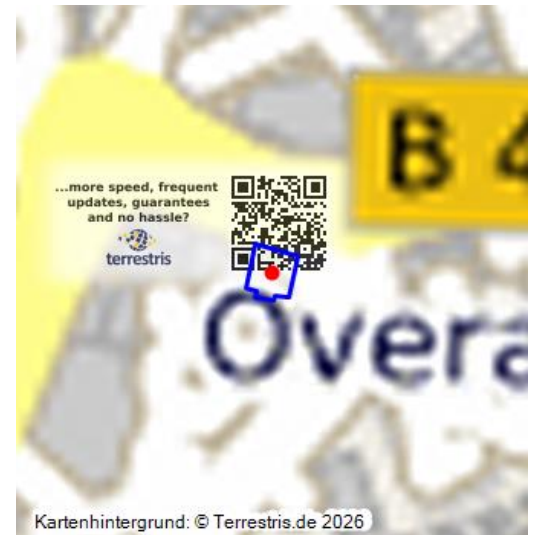 B 4
...more speed, frequent
updates, guarantees
and no hassle?
terrestris
Overa
Kartenhintergrund: © Terrestris.de 2026